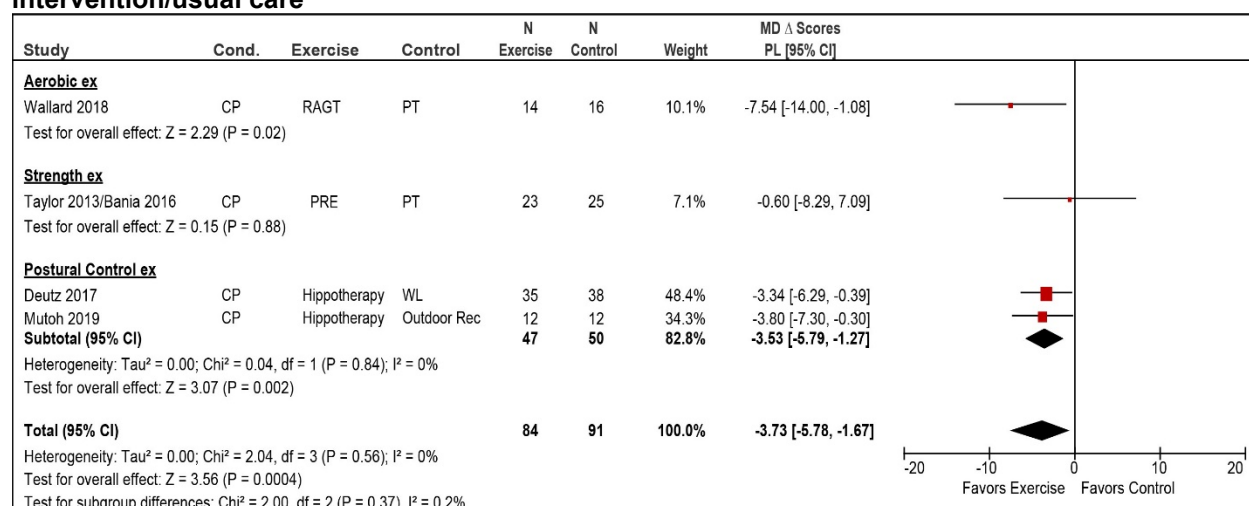 intervention/usual care
N N MD Δ Scores
Study Cond. Exercise Control Exercise Control Weight PL [95% CI]
Aerobic ex
Wallard 2018 CP RAGT PT 14 16 10.1% -7.54 [-14.00, -1.08]
Test for overall effect: Z = 2.29 (P = 0.02)
Strength ex
Taylor 2013/Bania 2016 CP PRE PT 23 25 7.1% -0.60 [-8.29, 7.09]
Test for overall effect: Z = 0.15 (P = 0.88)
Postural Control ex
Deutz 2017 CP Hippotherapy WL 35 38 48.4% -3.34 [-6.29, -0.39]
Mutoh 2019 CP Hippotherapy Outdoor Rec 12 12 34.3% -3.80 [-7.30, -0.30]
Subtotal (95% CI) 47 50 82.8% -3.53 [-5.79, -1.27]
Heterogeneity: Tau² = 0.00; Chi² = 0.04, df = 1 (P = 0.84); I² = 0%
Test for overall effect: Z = 3.07 (P = 0.002)
Total (95% CI) 84 91 100.0% -3.73 [-5.78, -1.67]
Heterogeneity: Tau² = 0.00; Chi² = 2.04, df = 3 (P = 0.56); I² = 0%
Test for overall effect: Z = 3.56 (P = 0.0004)
Test for subgroup differences: Chi² = 2.00, df = 2 (P = 0.37), I² = 0.2%
-20 -10 0 10 20
Favors Exercise Favors Control